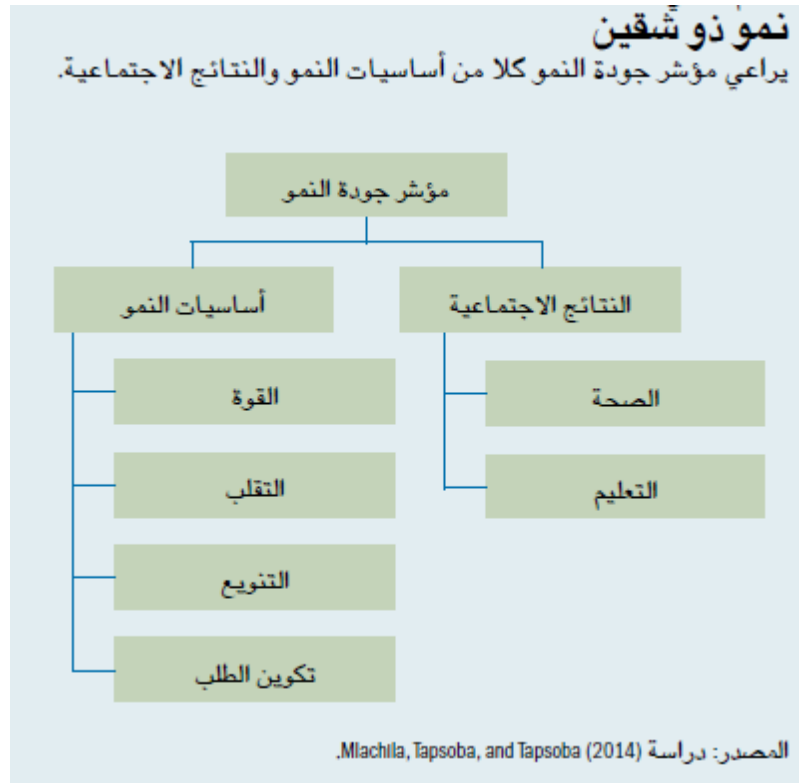 نموٌ ذو شقين
يراعي مؤشر جودة النمو كلا من أساسيات النمو والنتائج الاجتماعية.
مؤشر جودة النمو
النتائج الاجتماعية
الصحة
التعليم
أساسيات النمو
القوة
التقلب
التنويع
تكوين الطلب
المصدر: دراسة Mlachila, Tapsoba, and Tapsoba (2014).